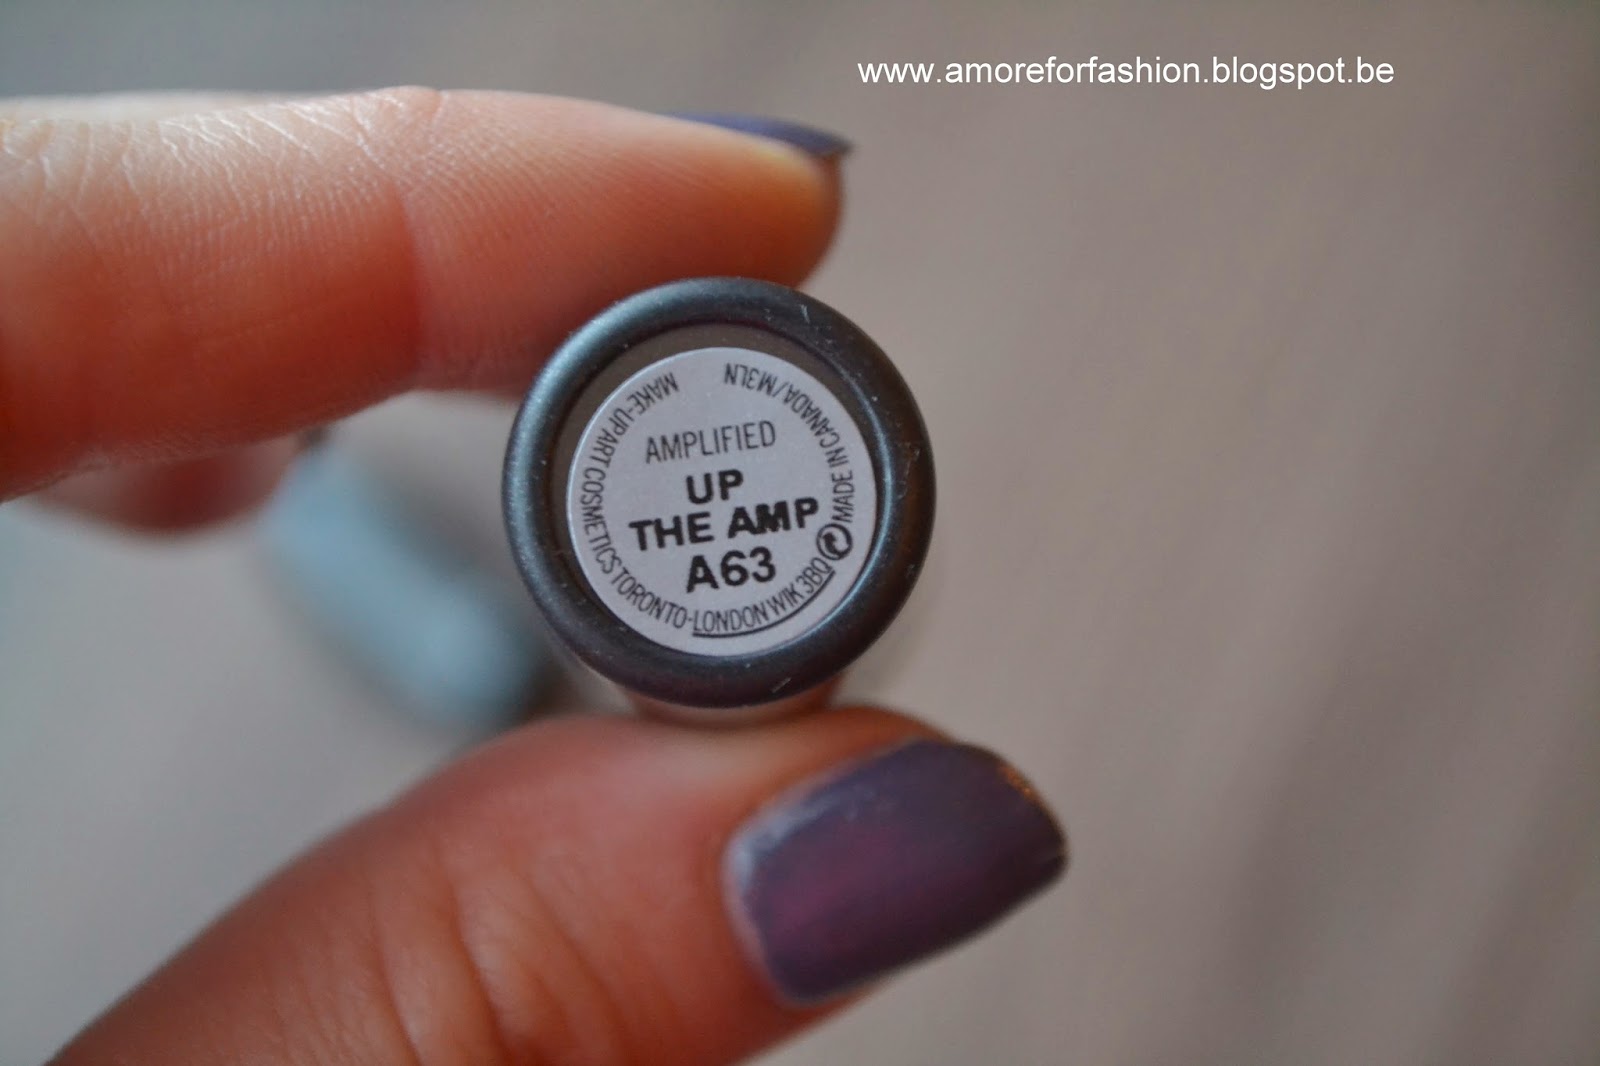 www.amoreforfashion.blogspot.be
AMPLIFIED
UP
THE AMP
A63
MAKE-UP ART COSMETICS TORONTO-LONDON W1K 3BQ
MADE IN CANADA/M3LN